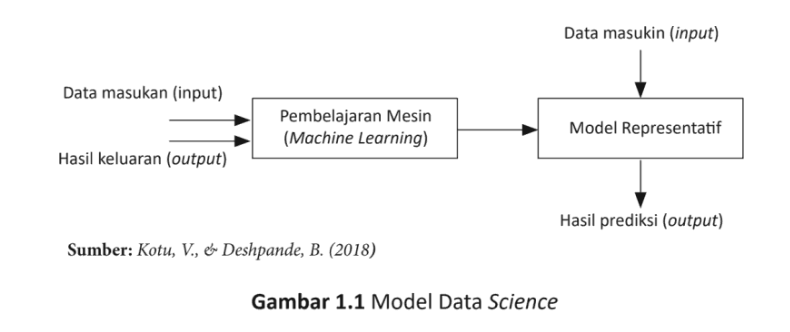 Data masukin (input)
Data masukan (input)
Pembelajaran Mesin
(Machine Learning)
Model Representatif
Hasil keluaran (output)
Hasil prediksi (output)
Sumber: Kotu, V., & Deshpande, B. (2018)
Gambar 1.1 Model Data Science